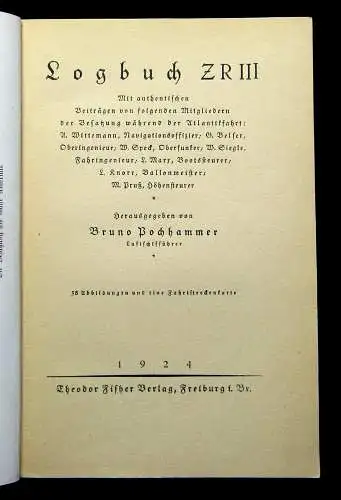 Logbuch ZR III
Mit authentischen
Beiträgen von folgenden Mitgliedern
der Besatzung während der Atlantikfahrt:
A. Wittemann, Navigationsoffizier; G. Belser,
Oberingenieur; W. Speck, Oberfunker; W. Siegle,
Fahringenieur; L. Marx, Bootssteurer;
L. Knorr, Ballonmeister;
M. Pruß, Höhensteurer
Herausgegeben von
Bruno Pochhammer
Luftschiffführer
58 Abbildungen und eine Fahrtstreckenkarte
1924
Theodor Fisher Verlag, Freiburg i. Br.